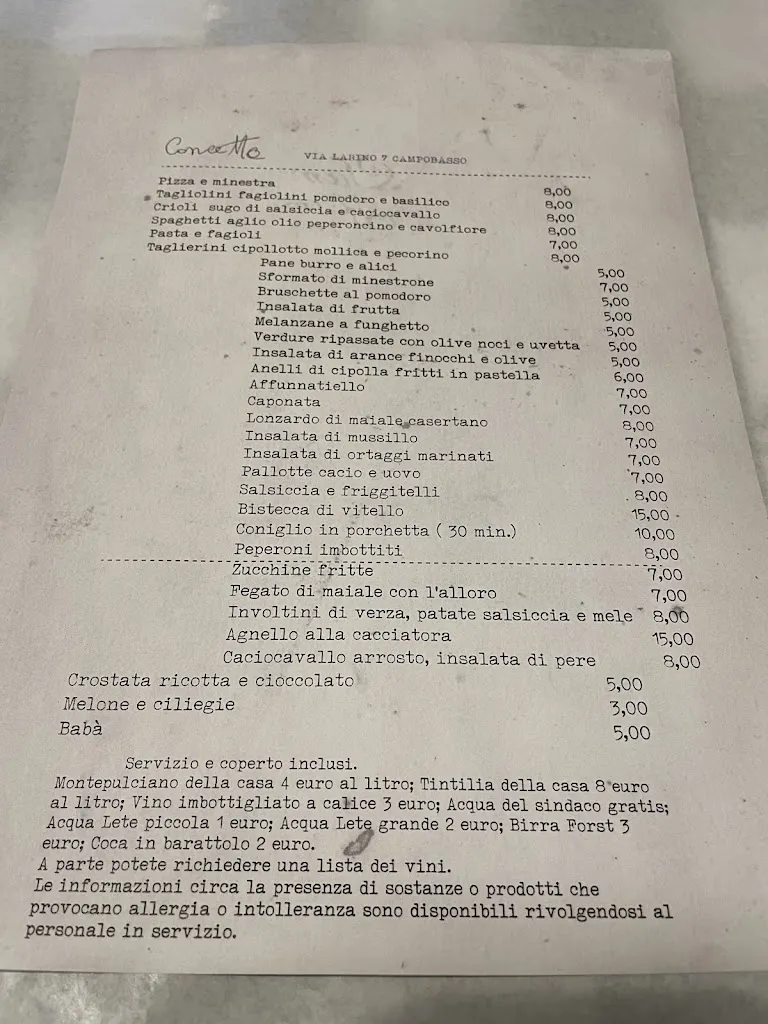 Concetta VIA LARINO 7 CAMPOBASSO
Pizza e minestra 8,00
Tagliolini fagiolini pomodoro e basilico 8,00
Crioli sugo di salsiccia e caciocavallo 8,00
Spaghetti aglio olio peperoncino e cavolfiore 8,00
Pasta e fagioli 7,00
Taglierini cipollotto mollica e pecorino 8,00
Pane burro e alici 5,00
Sformato di minestrone 7,00
Bruschette al pomodoro 5,00
Insalata di frutta 5,00
Melanzane a funghetto 5,00
Verdure ripassate con olive noci e uvetta 5,00
Insalata di arance finocchi e olive 5,00
Anelli di cipolla fritti in pastella 6,00
Affunnatiello 7,00
Caponata 7,00
Lonzardo di maiale casertano 8,00
Insalata di mussillo 7,00
Insalata di ortaggi marinati 7,00
Pallotte cacio e uovo 7,00
Salsiccia e friggitelli 8,00
Bistecca di vitello 15,00
Coniglio in porchetta ( 30 min.) 10,00
Peperoni imbottiti 8,00
Zucchine fritte 7,00
Fegato di maiale con l'alloro 7,00
Involtini di verza, patate salsiccia e mele 8,00
Agnello alla cacciatora 15,00
Caciocavallo arrosto, insalata di pere 8,00
Crostata ricotta e cioccolato 5,00
Melone e ciliegie 3,00
Babà 5,00
Servizio e coperto inclusi.
Montepulciano della casa 4 euro al litro; Tintilia della casa 8 euro
al litro; Vino imbottigliato a calice 3 euro; Acqua del sindaco gratis;
Acqua Lete piccola 1 euro; Acqua Lete grande 2 euro; Birra Forst 3
euro; Coca in barattolo 2 euro.
A parte potete richiedere una lista dei vini.
Le informazioni circa la presenza di sostanze o prodotti che
provocano allergia o intolleranza sono disponibili rivolgendosi al
personale in servizio.